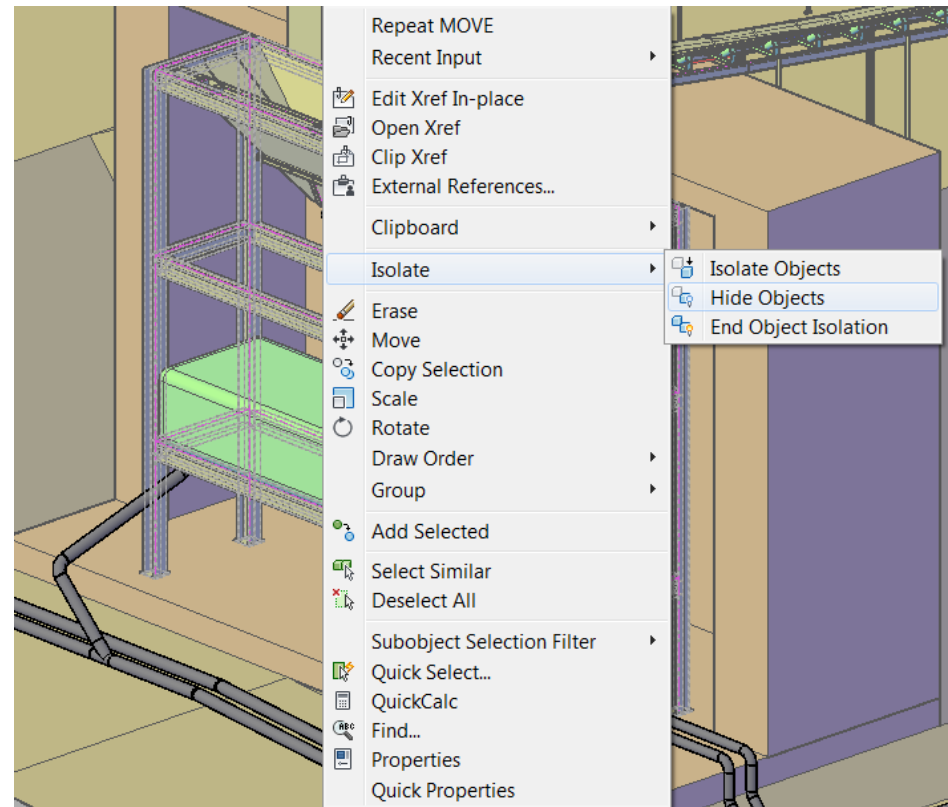 Repeat MOVE
Recent Input
Edit Xref In-place
Open Xref
Clip Xref
External References...
Clipboard
Isolate
Isolate Objects
Hide Objects
End Object Isolation
Erase
Move
Copy Selection
Scale
Rotate
Draw Order
Group
Add Selected
Select Similar
Deselect All
Subobject Selection Filter
Quick Select...
QuickCalc
ABC
Find...
Properties
Quick Properties